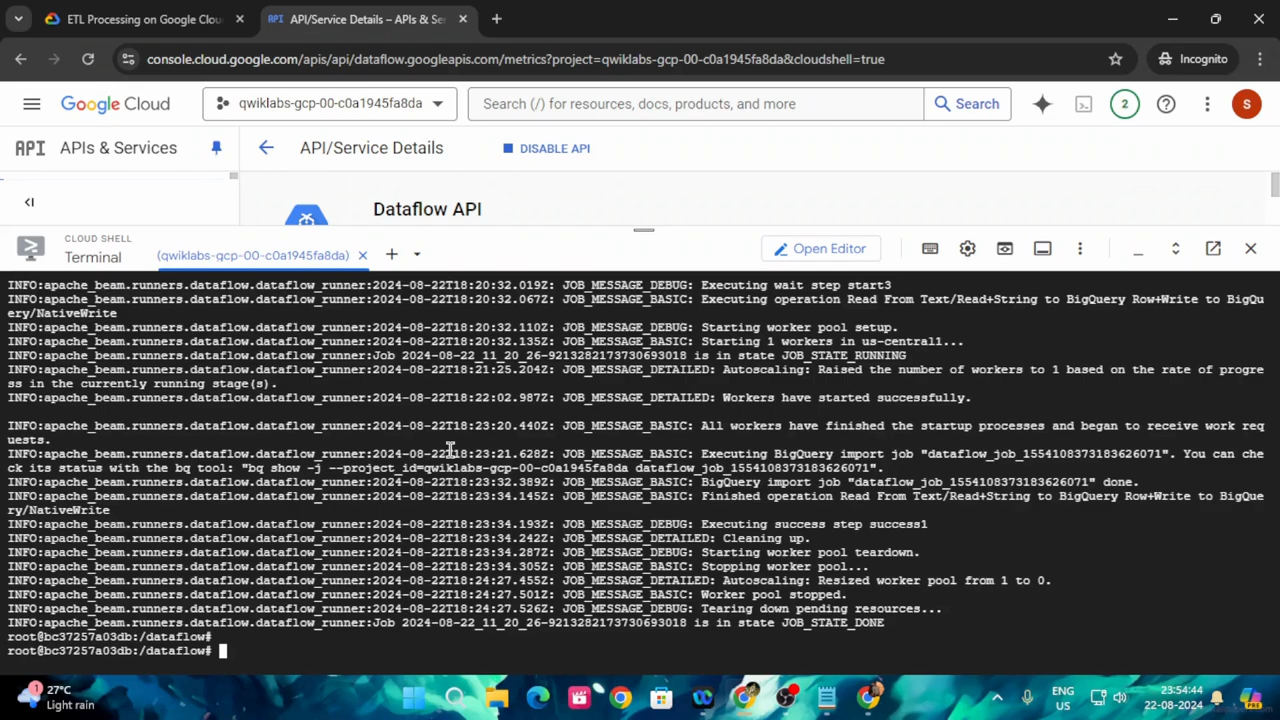 ETL Processing on Google Clou
API API/Service Details – APIs & Se
console.cloud.google.com/apis/api/dataflow.googleapis.com/metrics?project=qwiklabs-gcp-00-c0a1945fa8da&cloudshell=true
Incognito
Google Cloud
qwiklabs-gcp-00-c0a1945fa8da
Search (/) for resources, docs, products, and more
Search
2
S
API APIs & Services
API/Service Details
DISABLE API
Dataflow API
CLOUD SHELL
Terminal
(qwiklabs-gcp-00-c0a1945fa8da)
Open Editor
INFO:apache_beam.runners.dataflow.dataflow_runner:2024-08-22T18:20:32.019Z: JOB_MESSAGE_DEBUG: Executing wait step start3
INFO:apache_beam.runners.dataflow.dataflow_runner:2024-08-22T18:20:32.067Z: JOB_MESSAGE_BASIC: Executing operation Read From Text/Read+String to BigQuery Row+Write to BigQu
ery/NativeWrite
INFO:apache_beam.runners.dataflow.dataflow_runner:2024-08-22T18:20:32.110Z: JOB_MESSAGE_DEBUG: Starting worker pool setup.
INFO:apache_beam.runners.dataflow.dataflow_runner:2024-08-22T18:20:32.135Z: JOB_MESSAGE_BASIC: Starting 1 workers in us-central1...
INFO:apache_beam.runners.dataflow.dataflow_runner:Job 2024-08-22_11_20_26-9213282173730693018 is in state JOB_STATE_RUNNING
INFO:apache_beam.runners.dataflow.dataflow_runner:2024-08-22T18:21:25.204Z: JOB_MESSAGE_DETAILED: Autoscaling: Raised the number of workers to 1 based on the rate of progre
ss in the currently running stage(s).
INFO:apache_beam.runners.dataflow.dataflow_runner:2024-08-22T18:22:02.987Z: JOB_MESSAGE_DETAILED: Workers have started successfully.
INFO:apache_beam.runners.dataflow.dataflow_runner:2024-08-22T18:23:20.440Z: JOB_MESSAGE_BASIC: All workers have finished the startup processes and began to receive work req
uests.
INFO:apache_beam.runners.dataflow.dataflow_runner:2024-08-22T18:23:21.628Z: JOB_MESSAGE_BASIC: Executing BigQuery import job "dataflow_job_1554108373183626071". You can che
ck its status with the bq tool: "bq show -j --project_id=qwiklabs-gcp-00-c0a1945fa8da dataflow_job_1554108373183626071".
INFO:apache_beam.runners.dataflow.dataflow_runner:2024-08-22T18:23:32.389Z: JOB_MESSAGE_BASIC: BigQuery import job "dataflow_job_1554108373183626071" done.
INFO:apache_beam.runners.dataflow.dataflow_runner:2024-08-22T18:23:34.145Z: JOB_MESSAGE_BASIC: Finished operation Read From Text/Read+String to BigQuery Row+Write to BigQue
ry/NativeWrite
INFO:apache_beam.runners.dataflow.dataflow_runner:2024-08-22T18:23:34.193Z: JOB_MESSAGE_DEBUG: Executing success step success1
INFO:apache_beam.runners.dataflow.dataflow_runner:2024-08-22T18:23:34.242Z: JOB_MESSAGE_DETAILED: Cleaning up.
INFO:apache_beam.runners.dataflow.dataflow_runner:2024-08-22T18:23:34.287Z: JOB_MESSAGE_DEBUG: Starting worker pool teardown.
INFO:apache_beam.runners.dataflow.dataflow_runner:2024-08-22T18:23:34.305Z: JOB_MESSAGE_BASIC: Stopping worker pool...
INFO:apache_beam.runners.dataflow.dataflow_runner:2024-08-22T18:24:27.455Z: JOB_MESSAGE_DETAILED: Autoscaling: Resized worker pool from 1 to 0.
INFO:apache_beam.runners.dataflow.dataflow_runner:2024-08-22T18:24:27.501Z: JOB_MESSAGE_BASIC: Worker pool stopped.
INFO:apache_beam.runners.dataflow.dataflow_runner:2024-08-22T18:24:27.526Z: JOB_MESSAGE_DEBUG: Tearing down pending resources...
INFO:apache_beam.runners.dataflow.dataflow_runner:Job 2024-08-22_11_20_26-9213282173730693018 is in state JOB_STATE_DONE
root@bc37257a03db:/dataflow#
root@bc37257a03db:/dataflow#
1
27°C
Light rain
ENG
US
23:54:44
22-08-2024
PRE